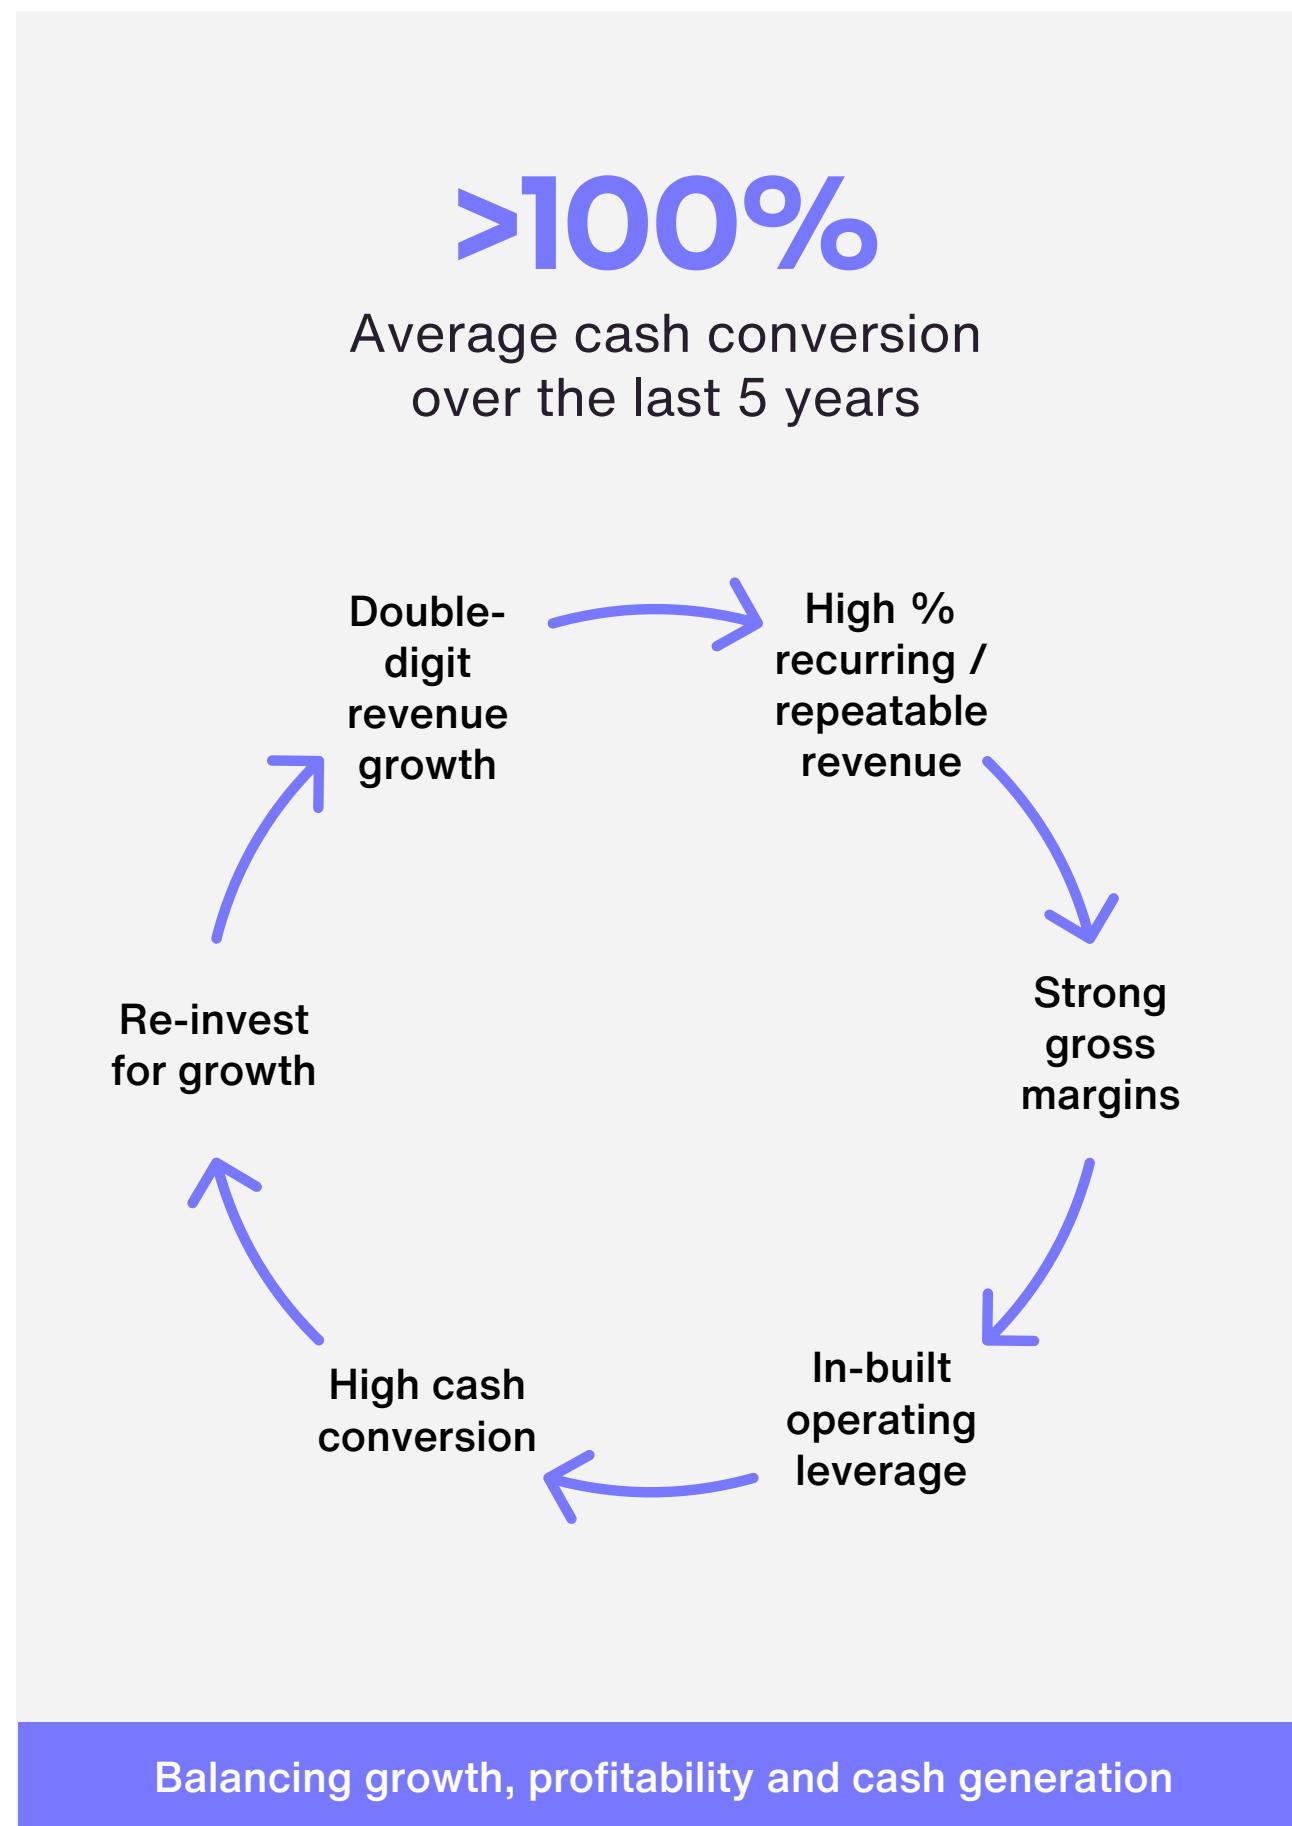 >100%
Average cash conversion
over the last 5 years
Double-
digit
revenue
growth
High %
recurring /
repeatable
revenue
Strong
gross
margins
In-built
operating
leverage
High cash
conversion
Re-invest
for growth
Balancing growth, profitability and cash generation